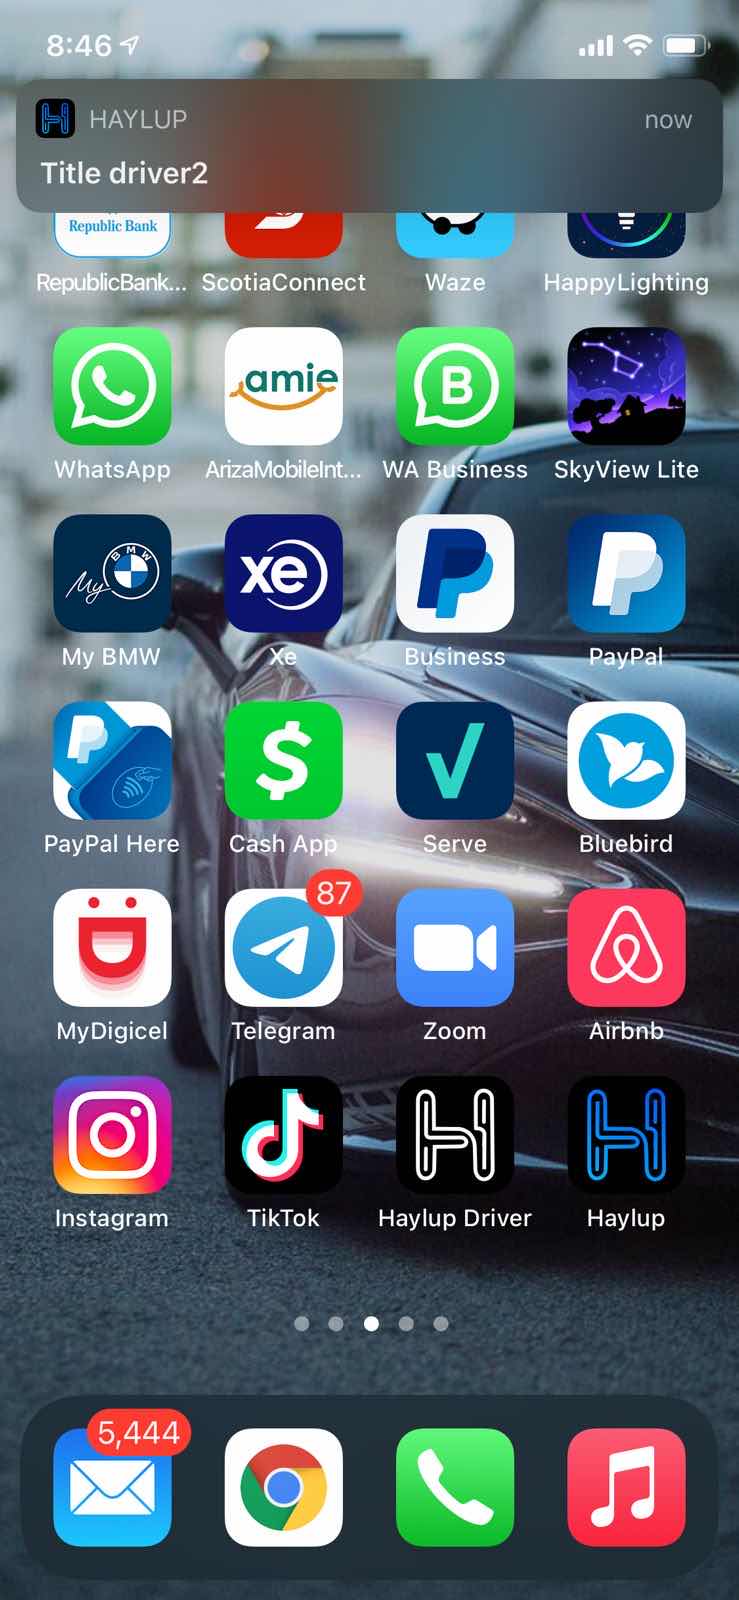 8:46
HAYLUP
now
Title driver2
Republic Bank
RepublicBank... ScotiaConnect Waze HappyLighting
amie
B
WhatsApp ArizaMobileInt... WA Business SkyView Lite
BMW
My
xe
My BMW Xe Business PayPal
$
PayPal Here Cash App Serve Bluebird
87
MyDigicel Telegram Zoom Airbnb
Instagram TikTok Haylup Driver Haylup
5,444